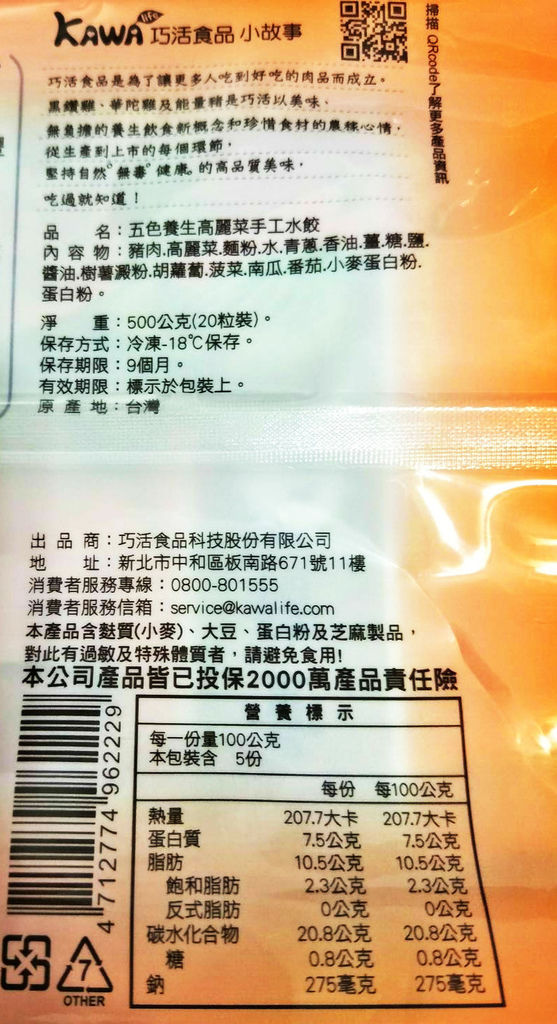 KAWA life 巧活食品 小故事
掃描 QRcode了解更多產品資訊
巧活食品是為了讓更多人吃到好吃的肉品而成立。
黑鑽雞、華陀雞及能量豬是巧活以美味、
無負擔的養生飲食新概念和珍惜食材的農稼心情，
從生產到上市的每個環節，
堅持自然"無毒"健康。的高品質美味，
吃過就知道！
品 名：五色養生高麗菜手工水餃
內 容 物：豬肉.高麗菜.麵粉.水.青蔥.香油.薑.糖.鹽.
醬油.樹薯澱粉.胡蘿蔔.菠菜.南瓜.番茄.小麥蛋白粉.
蛋白粉。
淨 重：500公克(20粒裝)。
保存方式：冷凍-18℃保存。
保存期限：9個月。
有效期限：標示於包裝上。
原 產 地：台灣
出 品 商：巧活食品科技股份有限公司
地 址：新北市中和區板南路671號11樓
消費者服務專線：0800-801555
消費者服務信箱：service@kawalife.com
本產品含麩質(小麥)、大豆、蛋白粉及芝麻製品，
對此有過敏及特殊體質者，請避免食用!
本公司產品皆已投保2000萬產品責任險
營 養 標 示
每一份量100公克
本包裝含 5份
每份 每100公克
熱量 207.7大卡 207.7大卡
蛋白質 7.5公克 7.5公克
脂肪 10.5公克 10.5公克
飽和脂肪 2.3公克 2.3公克
反式脂肪 0公克 0公克
碳水化合物 20.8公克 20.8公克
糖 0.8公克 0.8公克
鈉 275毫克 275毫克
4 712774 962229
7
OTHER